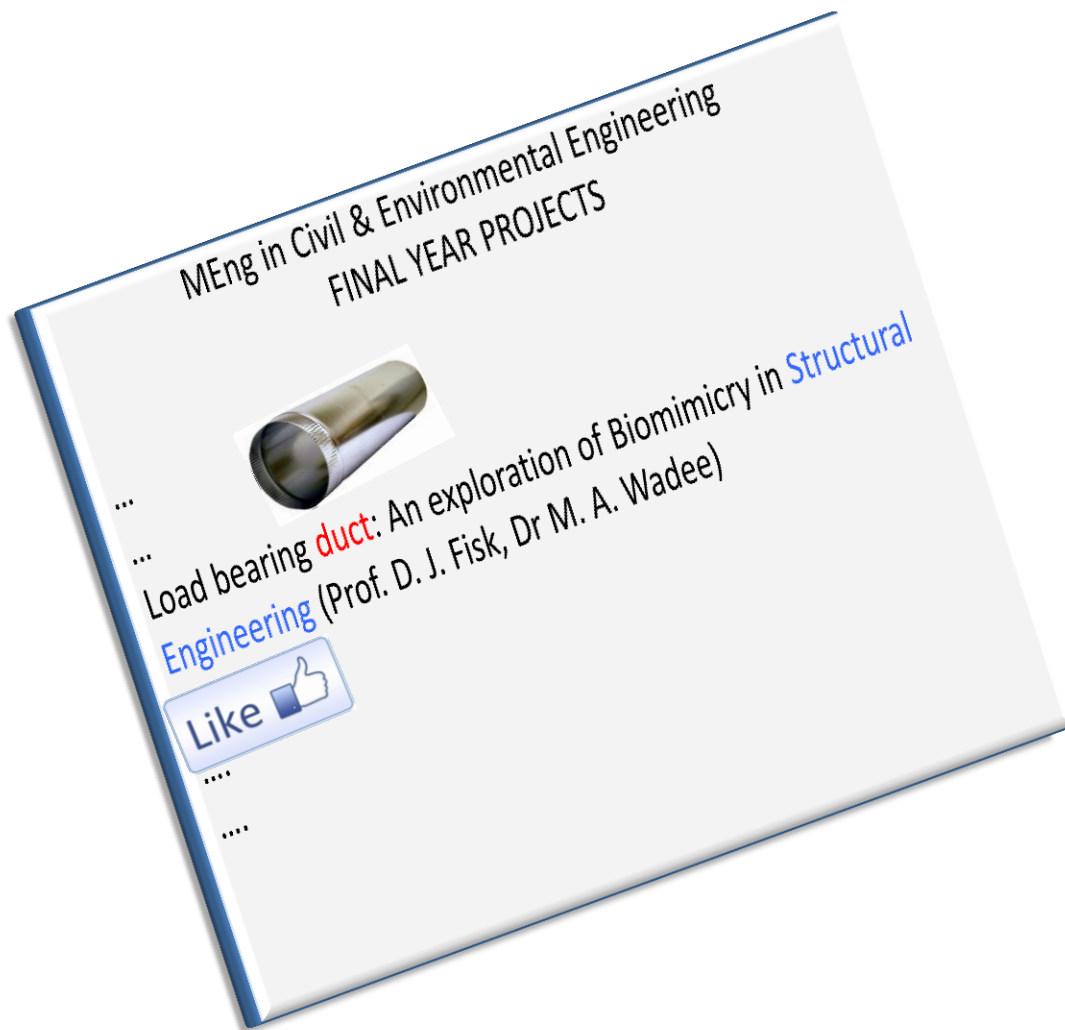 MEng in Civil & Environmental Engineering
FINAL YEAR PROJECTS
...
...
Load bearing duct: An exploration of Biomimicry in Structural
Engineering (Prof. D. J. Fisk, Dr M. A. Wadee)
Like
....
....